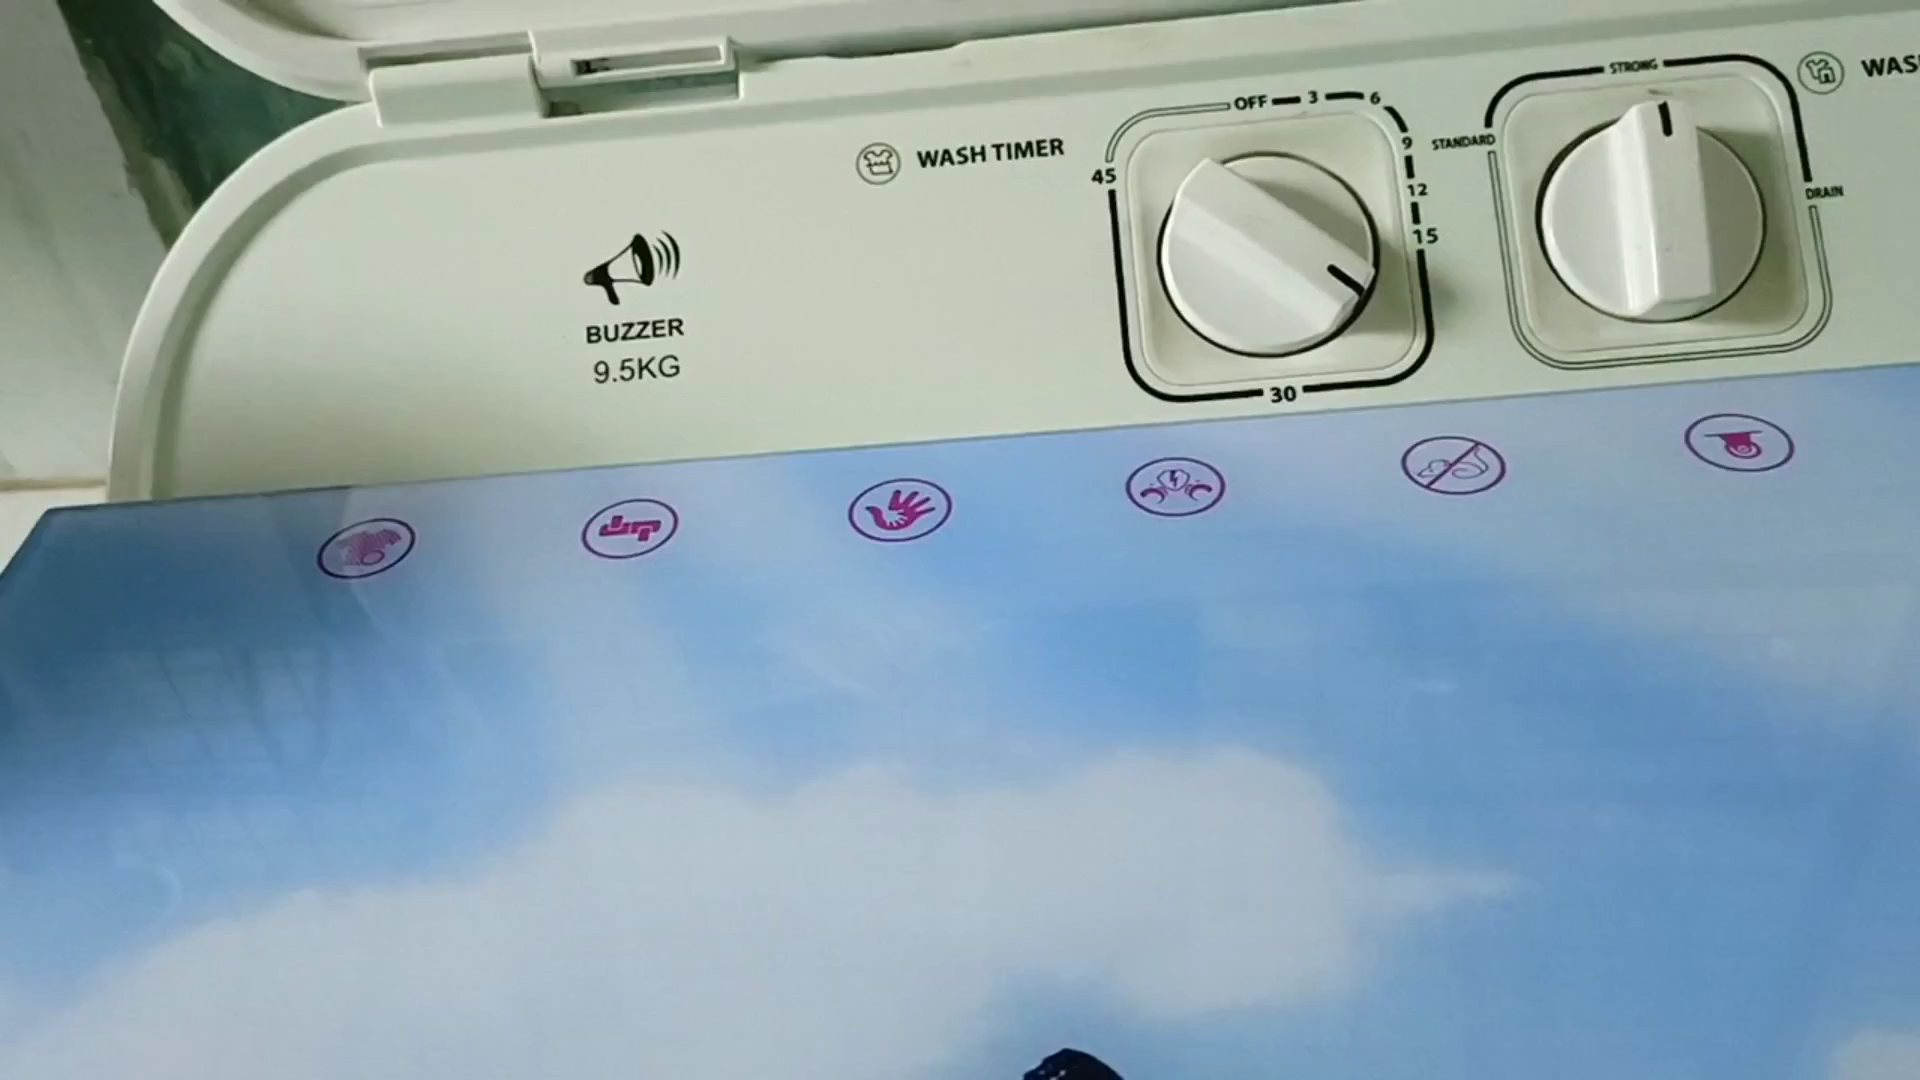 STRONG
WAS
OFF 3 6
9
STANDARD
WASH TIMER
45
12
DRAIN
15
BUZZER
9.5KG
30